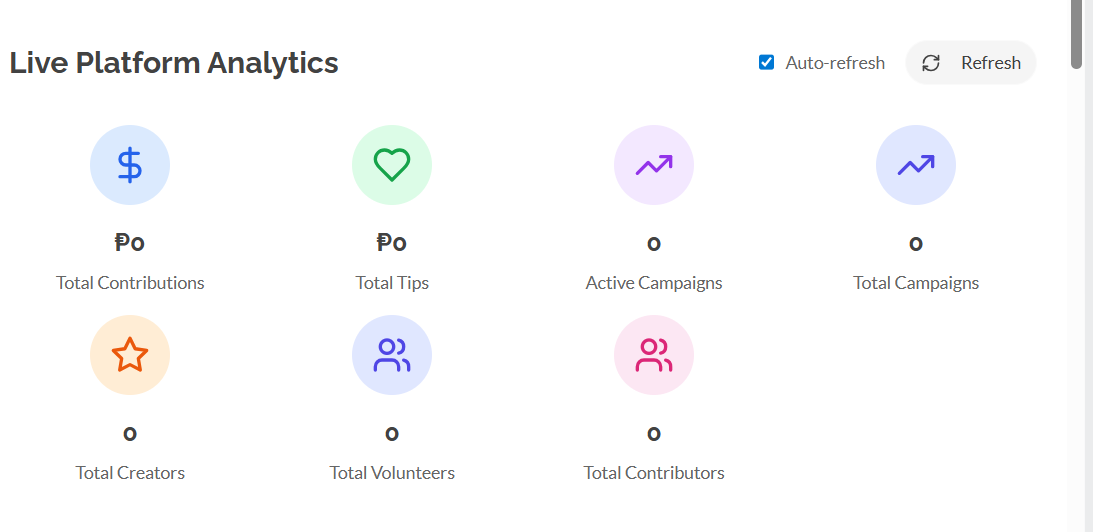 Live Platform Analytics
Auto-refresh
Refresh
₱0
₱0
0
0
Total Contributions
Total Tips
Active Campaigns
Total Campaigns
0
0
0
Total Creators
Total Volunteers
Total Contributors